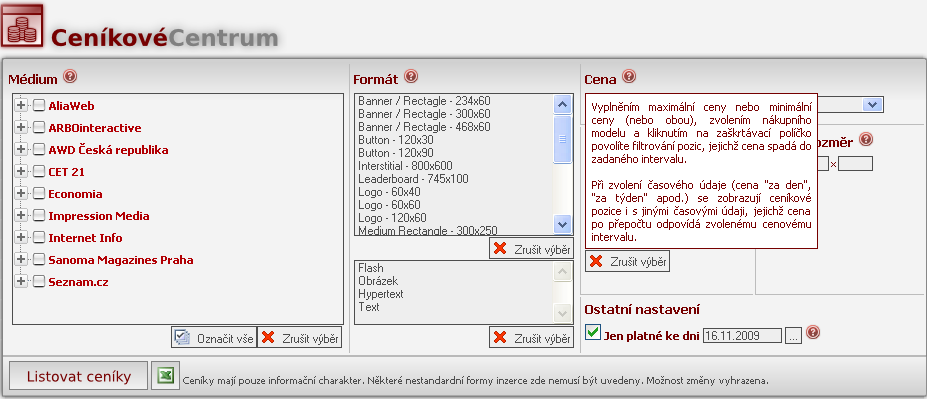 CeníkovéCentrum
Médium
AliaWeb
ARBOinteractive
AWD Česká republika
CET 21
Economia
Impression Media
Internet Info
Sanoma Magazines Praha
Seznam.cz
Označit vše
Zrušit výběr
Formát
Banner / Rectagle - 234x60
Banner / Rectagle - 300x60
Banner / Rectagle - 468x60
Button - 120x30
Button - 120x90
Interstitial - 800x600
Leaderboard - 745x100
Logo - 60x40
Logo - 60x60
Logo - 120x60
Medium Rectangle - 300x250
Zrušit výběr
Flash
Obrázek
Hypertext
Text
Zrušit výběr
Cena
Vyplněním maximální ceny nebo minimální
ceny (nebo obou), zvolením nákupního
modelu a kliknutím na zaškrtávací políčko
povolíte filtrování pozic, jejichž cena spadá do
zadaného intervalu.
Při zvolení časového údaje (cena "za den",
"za týden" apod.) se zobrazují ceníkové
pozice i s jinými časovými údaji, jejichž cena
po přepočtu odpovídá zvolenému cenovému
intervalu.
ozměr
x
Zrušit výběr
Ostatní nastavení
Jen platné ke dni 16.11.2009 ...
Listovat ceníky
Ceníky mají pouze informační charakter. Některé nestandardní formy inzerce zde nemusí být uvedeny. Možnost změny vyhrazena.